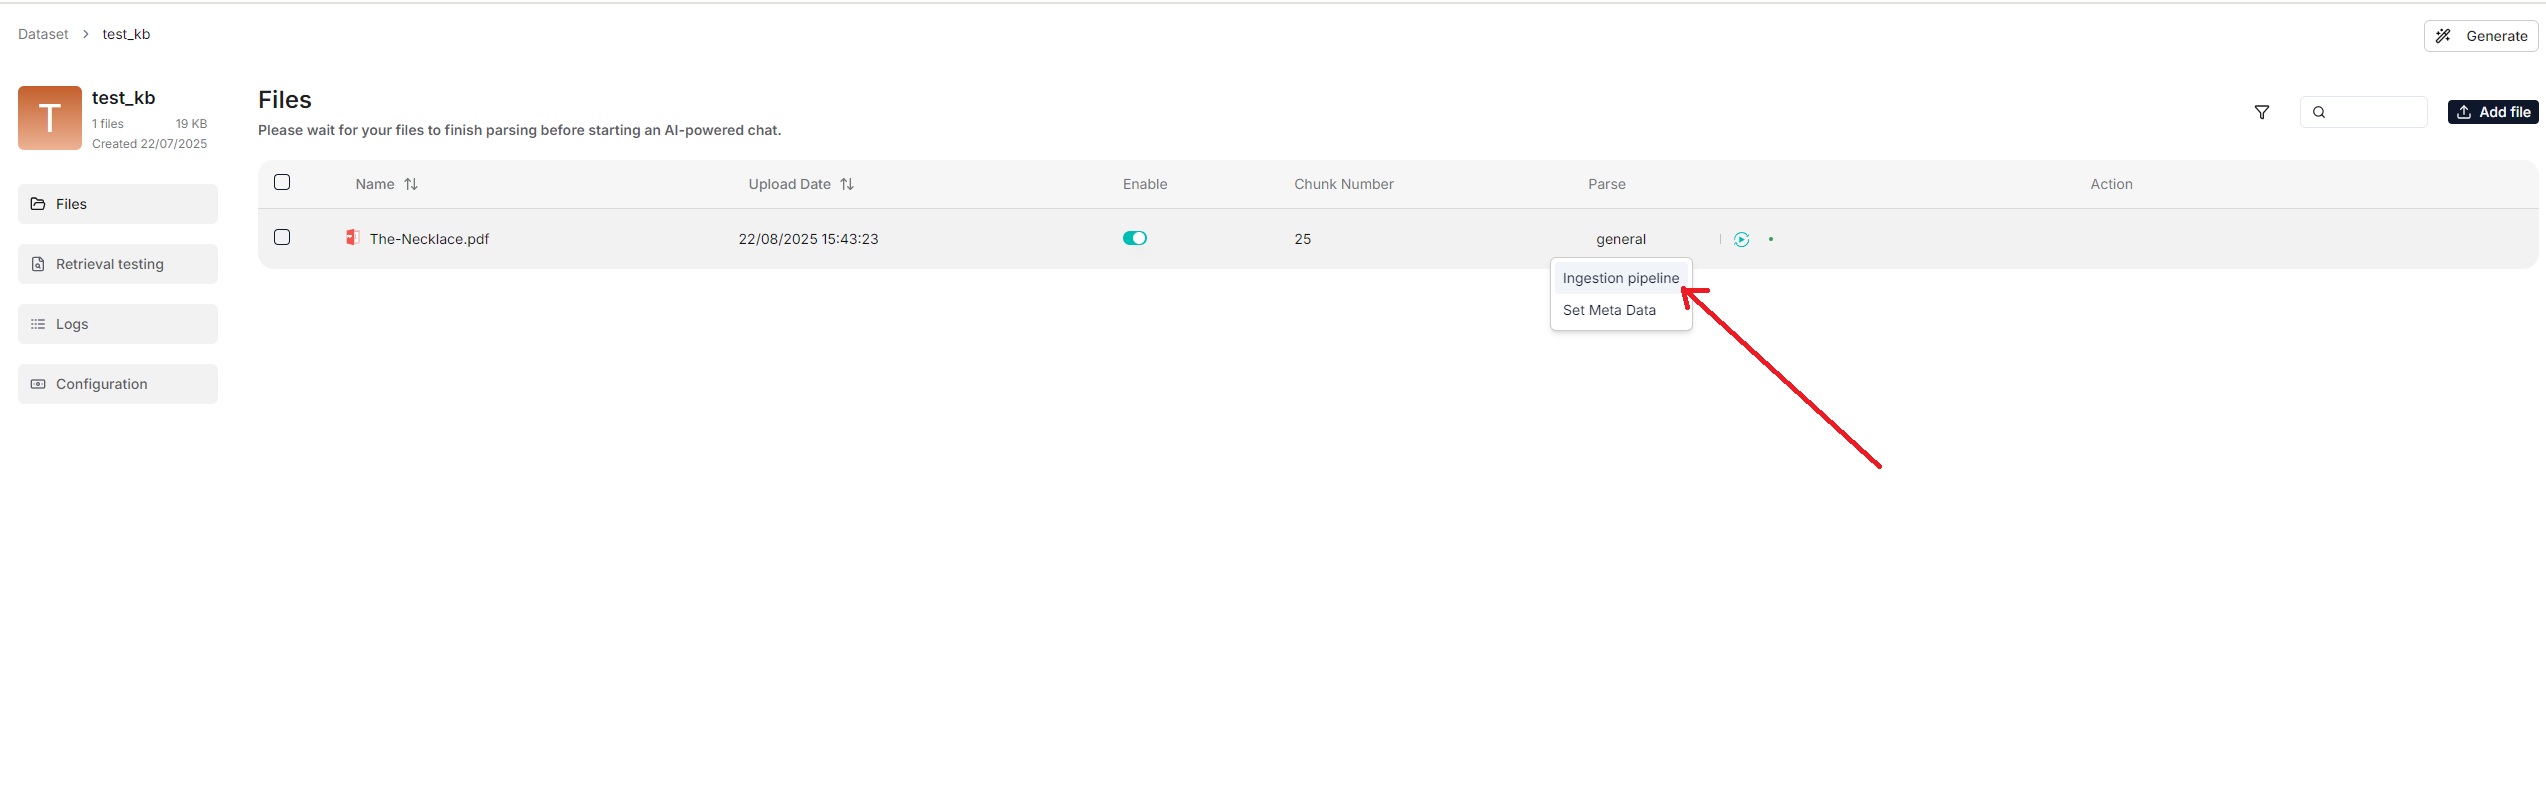 Dataset > test_kb
Generate
T
test_kb
1 files 19 KB
Created 22/07/2025
Files
Retrieval testing
Logs
Configuration
Files
Please wait for your files to finish parsing before starting an AI-powered chat.
Add file
Name Upload Date Enable Chunk Number Parse Action
The-Necklace.pdf 22/08/2025 15:43:23 25 general
Ingestion pipeline
Set Meta Data